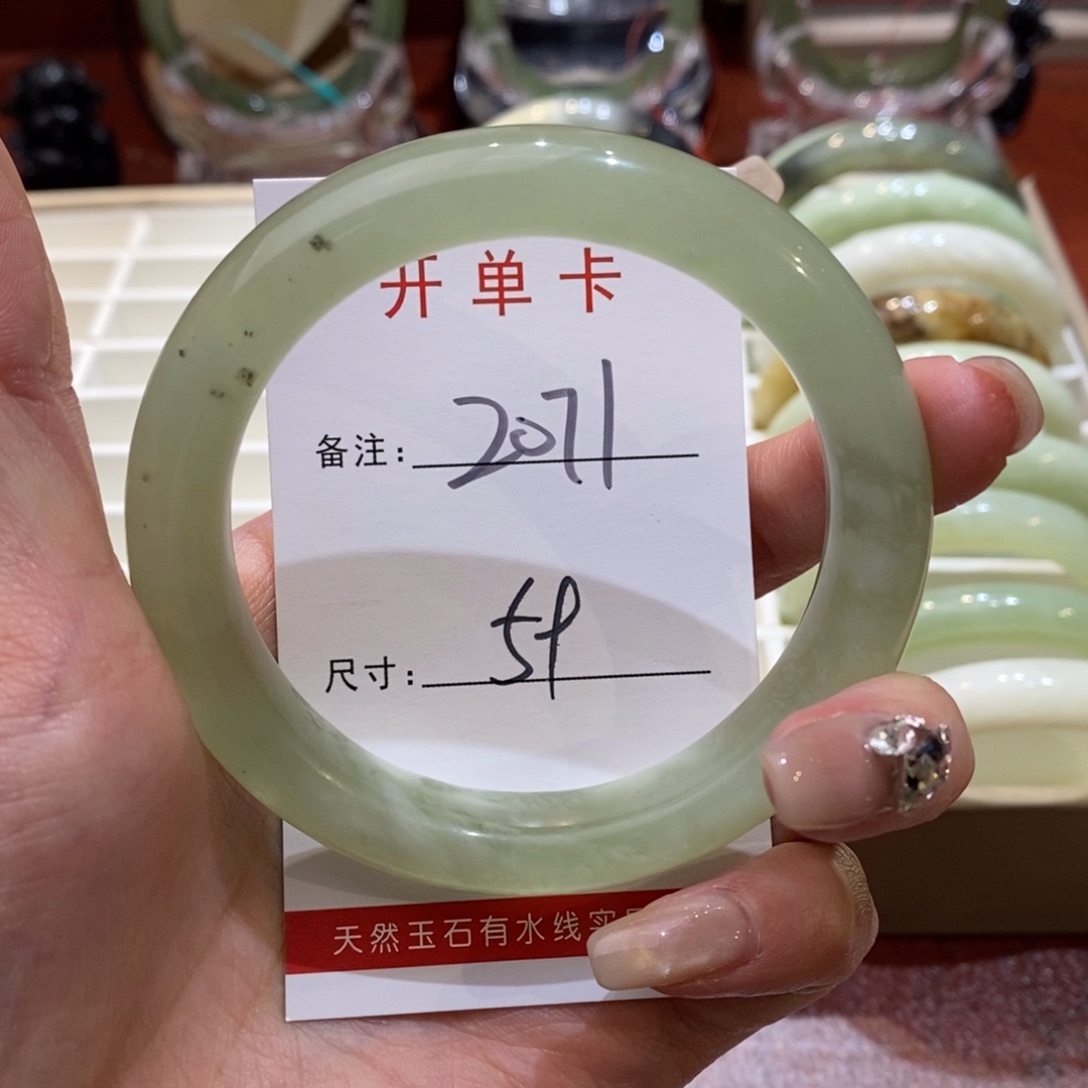 开单卡
备注: 2071
尺寸: 59
天然玉石有水线实